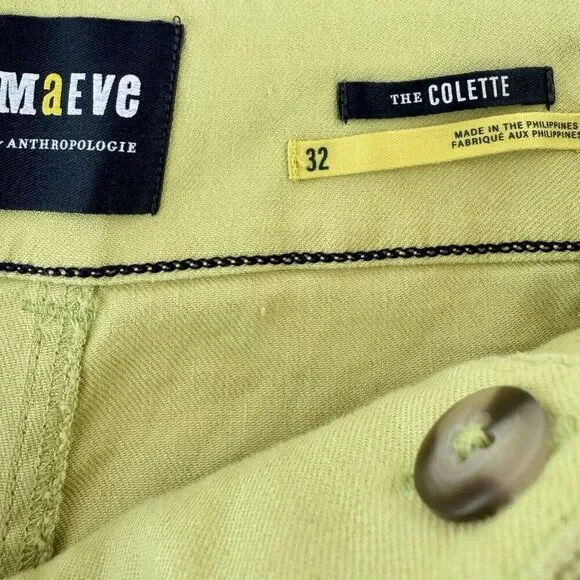 MaEVe
ANTHROPOLOGIE
THE COLETTE
32
MADE IN THE PHILIPPINES
FABRIQUÉ AUX PHILIPPINES